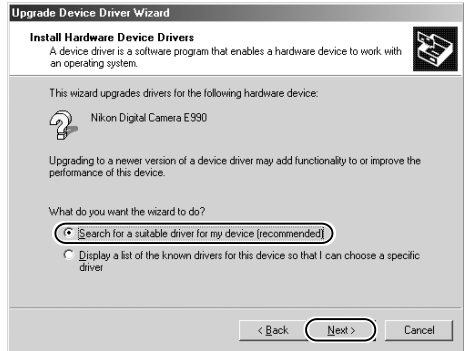 Upgrade Device Driver Wizard
Install Hardware Device Drivers
A device driver is a software program that enables a hardware device to work with
an operating system.
This wizard upgrades drivers for the following hardware device:
Nikon Digital Camera E990
Upgrading to a newer version of a device driver may add functionality to or improve the
performance of this device.
What do you want the wizard to do?
Search for a suitable driver for my device (recommended)
Display a list of the known drivers for this device so that I can choose a specific
driver
< Back Next > Cancel